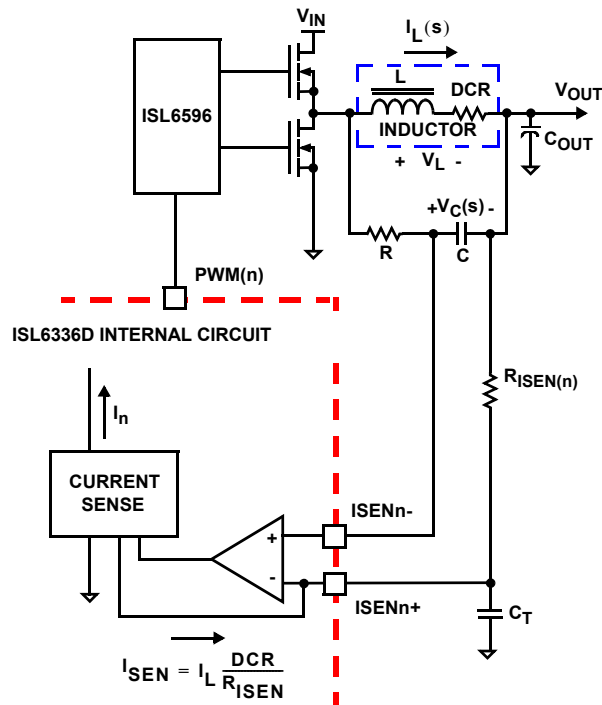 V_IN
I_L(s)
ISL6596
L
DCR
INDUCTOR
+ V_L -
V_OUT
C_OUT
+V_C(s)-
R
C
PWM(n)
ISL6336D INTERNAL CIRCUIT
R_ISEN(n)
I_n
CURRENT
SENSE
+
-
ISENn-
ISENn+
C_T
I_SEN = I_L DCR/R_ISEN